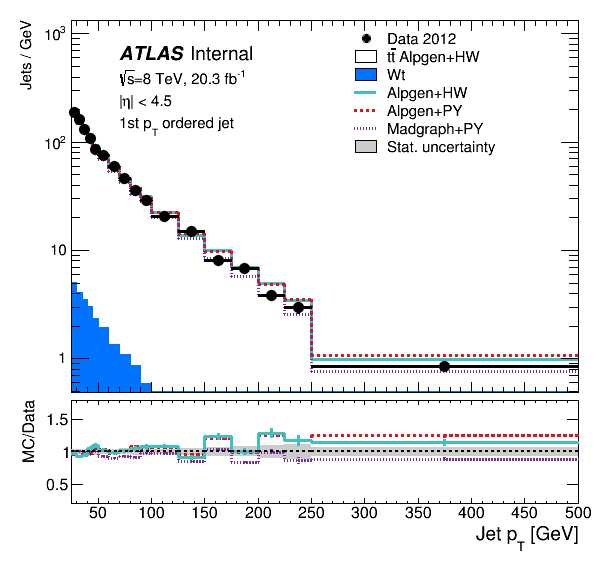 Jets / GeV
10³
10²
10
1
ATLAS Internal
√s=8 TeV, 20.3 fb⁻¹
|η| < 4.5
1st p_T ordered jet
Data 2012
tt̄ Alpgen+HW
Wt
Alpgen+HW
Alpgen+PY
Madgraph+PY
Stat. uncertainty
MC/Data
1.5
1
0.5
50 100 150 200 250 300 350 400 450 500
Jet p_T [GeV]